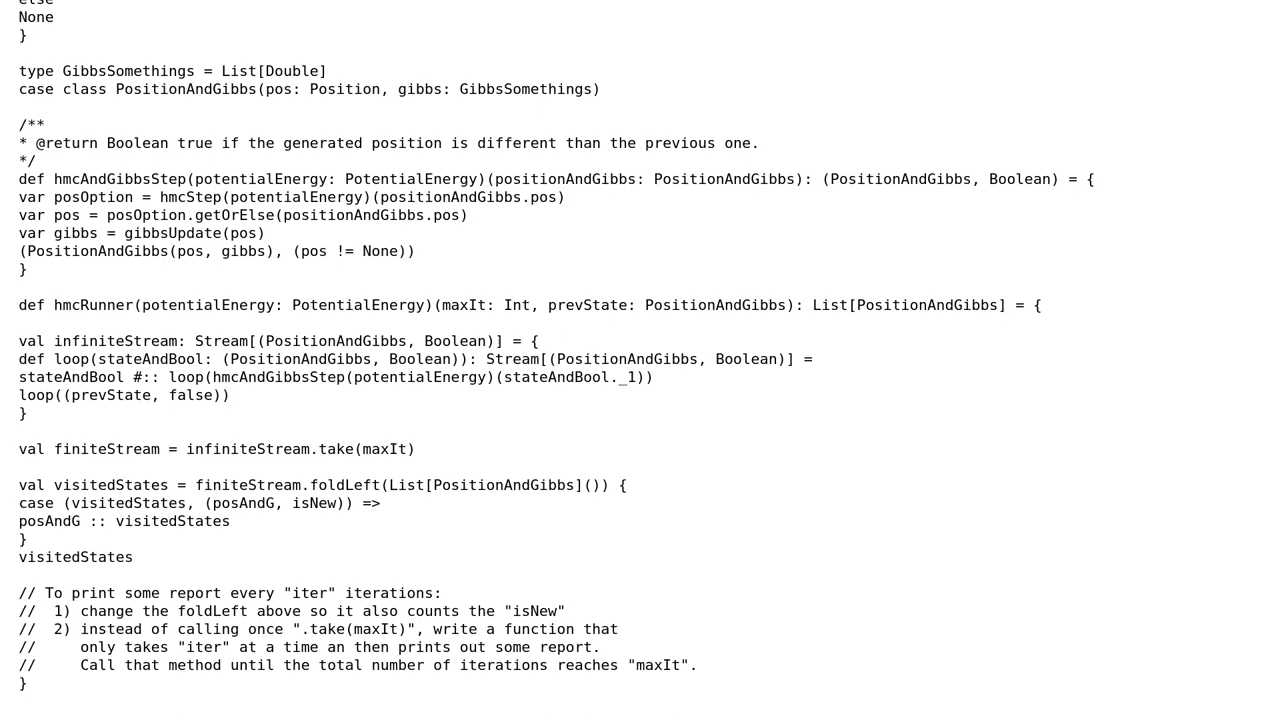 else
None
}
type GibbsSomethings = List[Double]
case class PositionAndGibbs(pos: Position, gibbs: GibbsSomethings)
/**
* @return Boolean true if the generated position is different than the previous one.
*/
def hmcAndGibbsStep(potentialEnergy: PotentialEnergy)(positionAndGibbs: PositionAndGibbs): (PositionAndGibbs, Boolean) = {
var posOption = hmcStep(potentialEnergy)(positionAndGibbs.pos)
var pos = posOption.getOrElse(positionAndGibbs.pos)
var gibbs = gibbsUpdate(pos)
(PositionAndGibbs(pos, gibbs), (pos != None))
}
def hmcRunner(potentialEnergy: PotentialEnergy)(maxIt: Int, prevState: PositionAndGibbs): List[PositionAndGibbs] = {
val infiniteStream: Stream[(PositionAndGibbs, Boolean)] = {
def loop(stateAndBool: (PositionAndGibbs, Boolean)): Stream[(PositionAndGibbs, Boolean)] =
stateAndBool #:: loop(hmcAndGibbsStep(potentialEnergy)(stateAndBool._1))
loop((prevState, false))
}
val finiteStream = infiniteStream.take(maxIt)
val visitedStates = finiteStream.foldLeft(List[PositionAndGibbs]()) {
case (visitedStates, (posAndG, isNew)) =>
posAndG :: visitedStates
}
visitedStates
// To print some report every "iter" iterations:
//  1) change the foldLeft above so it also counts the "isNew"
//  2) instead of calling once ".take(maxIt)", write a function that
//     only takes "iter" at a time an then prints out some report.
//     Call that method until the total number of iterations reaches "maxIt".
}